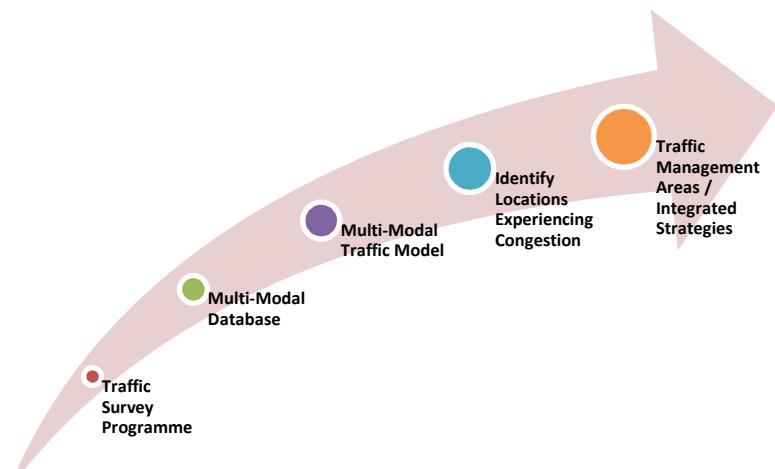 Traffic
Survey
Programme
Multi-Modal
Database
Multi-Modal
Traffic Model
Identify
Locations
Experiencing
Congestion
Traffic
Management
Areas /
Integrated
Strategies